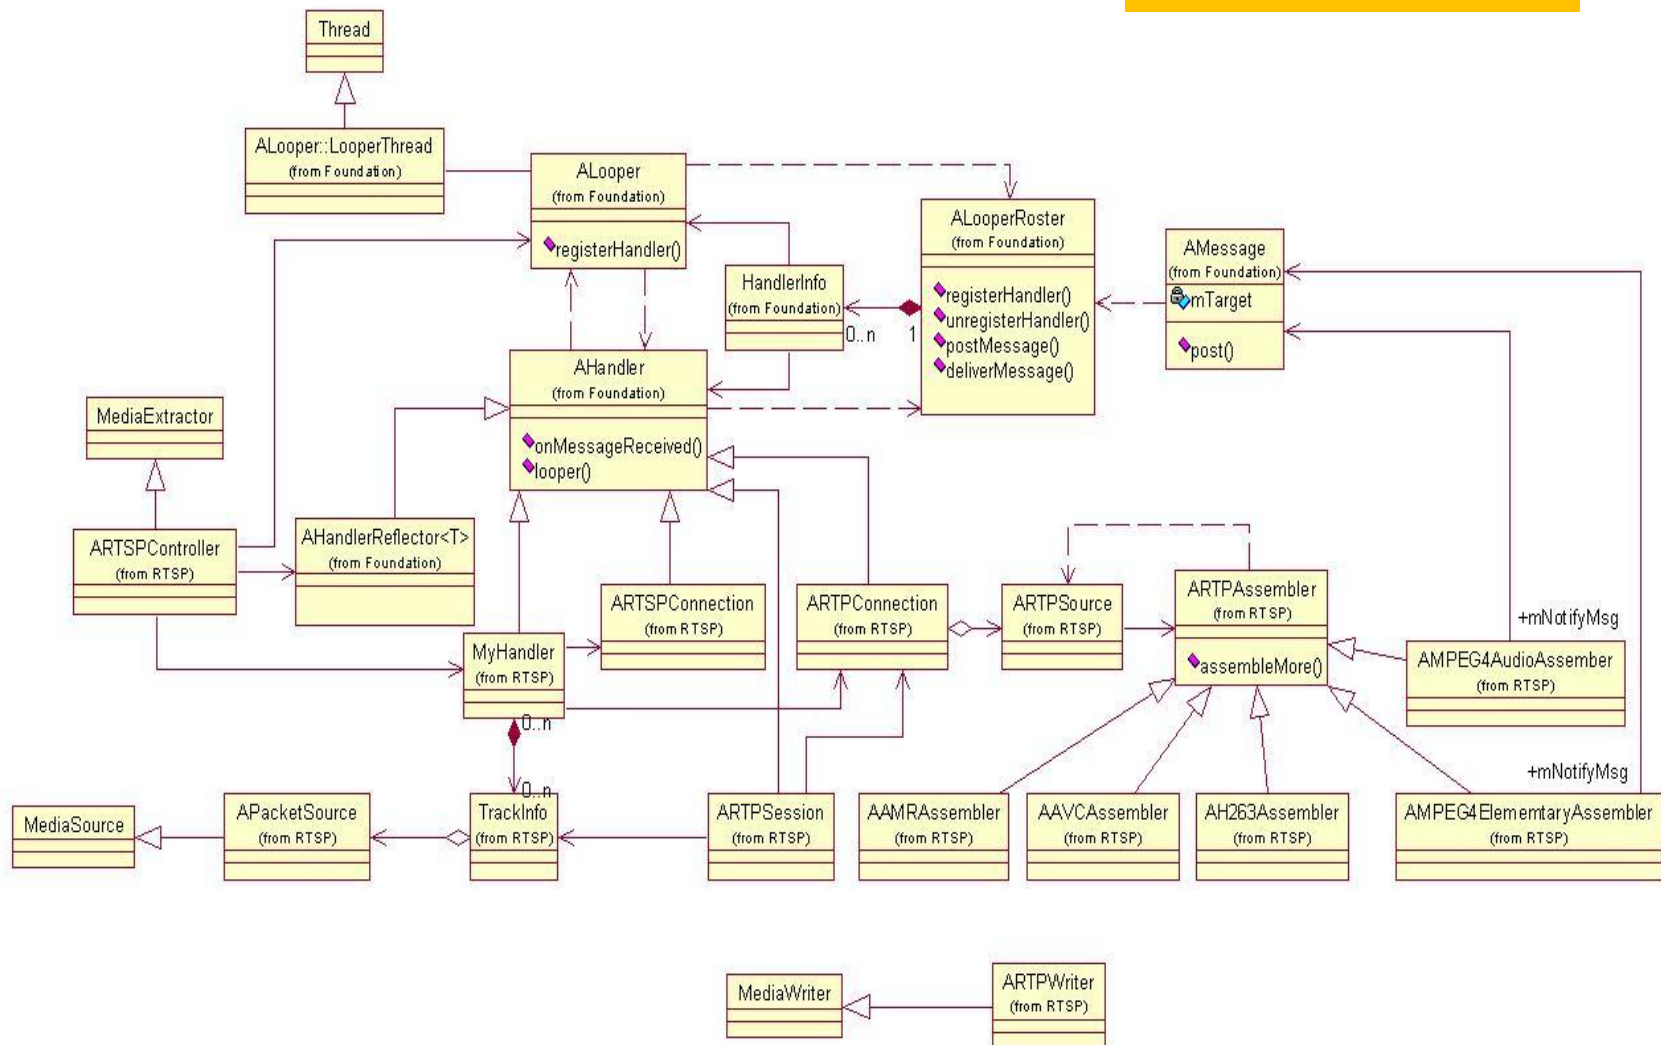 Thread
ALooper::LooperThread
(from Foundation)
ALooper
(from Foundation)
registerHandler()
ALooperRoster
(from Foundation)
registerHandler()
unregisterHandler()
postMessage()
deliverMessage()
AMessage
(from Foundation)
mTarget
post()
HandlerInfo
(from Foundation)
0..n
1
AHandler
(from Foundation)
onMessageReceived()
looper()
MediaExtractor
ARTSPController
(from RTSP)
AHandlerReflector<T>
(from Foundation)
MyHandler
(from RTSP)
0..n
0..n
ARTSPConnection
(from RTSP)
ARTPConnection
(from RTSP)
ARTPSource
(from RTSP)
ARTPAssembler
(from RTSP)
assembleMore()
+mNotifyMsg
AMPEG4AudioAssember
(from RTSP)
+mNotifyMsg
MediaSource
APacketSource
(from RTSP)
TrackInfo
(from RTSP)
ARTPSession
(from RTSP)
AAMRAssembler
(from RTSP)
AAVCAssembler
(from RTSP)
AH263Assembler
(from RTSP)
AMPEG4ElememtaryAssembler
(from RTSP)
MediaWriter
ARTPWriter
(from RTSP)